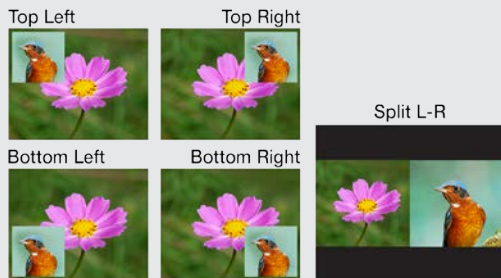 Top Left
Top Right
Split L-R
Bottom Left
Bottom Right